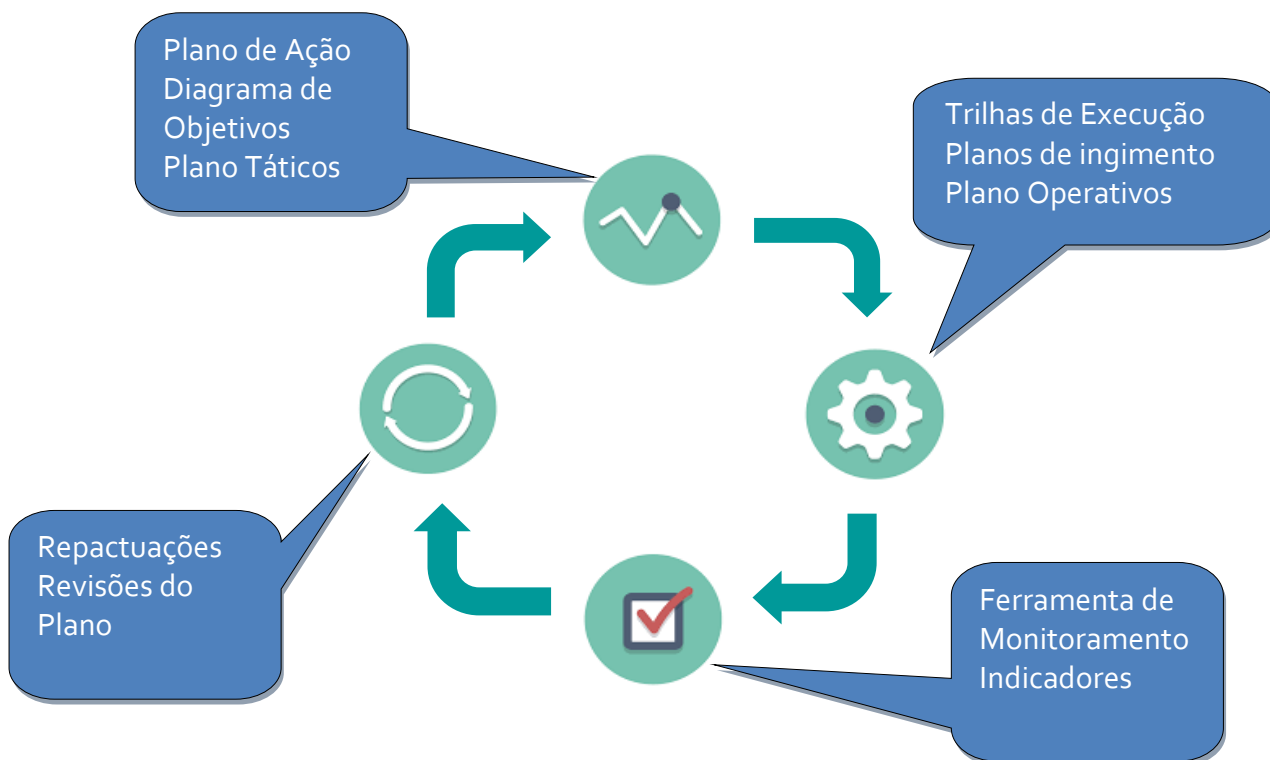 Plano de Ação
Diagrama de
Objetivos
Plano Táticos
Trilhas de Execução
Planos de ingimento
Plano Operativos
Repactuações
Revisões do
Plano
Ferramenta de
Monitoramento
Indicadores